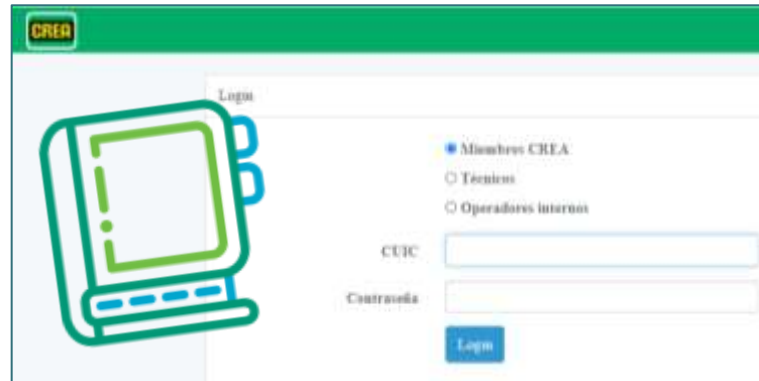 CREA
Login
Miembros CREA
Técnicos
Operadores internos
CUIC
Contraseña
Login